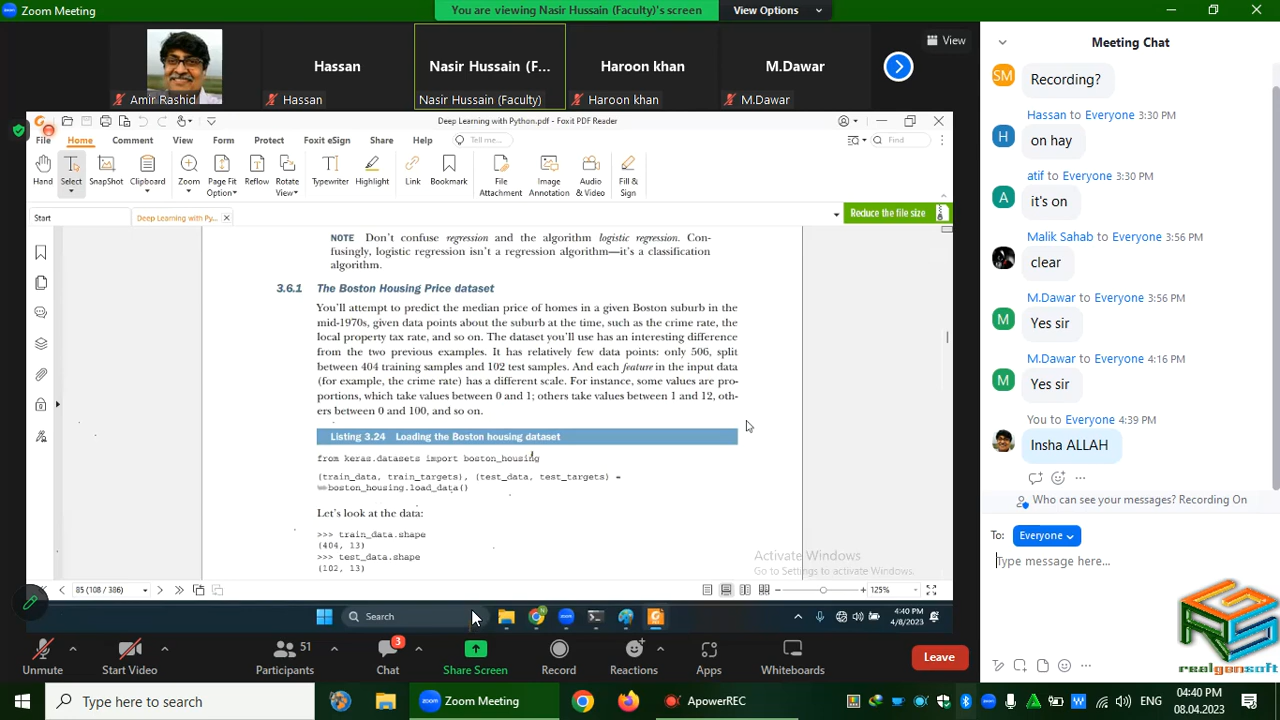 Zoom Meeting
You are viewing Nasir Hussain (Faculty)'s screen
View Options
View
Amir Rashid
Hassan
Hassan
Nasir Hussain (F...
Nasir Hussain (Faculty)
Haroon khan
Haroon khan
M.Dawar
M.Dawar
Deep Learning with Python.pdf - Foxit PDF Reader
File Home Comment View Form Protect Foxit eSign Share Help Tell me... Find
Hand
Select
SnapShot
Clipboard
Zoom
Page Fit Option
Reflow
Rotate View
Typewriter
Highlight
Link
Bookmark
File Attachment
Image Annotation
Audio & Video
Fill & Sign
Start
Deep Learning with Py...
Reduce the file size
NOTE Don't confuse regression and the algorithm logistic regression. Con-
fusingly, logistic regression isn't a regression algorithm—it's a classification
algorithm.
3.6.1 The Boston Housing Price dataset
You'll attempt to predict the median price of homes in a given Boston suburb in the
mid-1970s, given data points about the suburb at the time, such as the crime rate, the
local property tax rate, and so on. The dataset you'll use has an interesting difference
from the two previous examples. It has relatively few data points: only 506, split
between 404 training samples and 102 test samples. And each feature in the input data
(for example, the crime rate) has a different scale. For instance, some values are pro-
portions, which take values between 0 and 1; others take values between 1 and 12, oth-
ers between 0 and 100, and so on.
Listing 3.24 Loading the Boston housing dataset
from keras.datasets import boston_housing
(train_data, train_targets), (test_data, test_targets) =
boston_housing.load_data()
Let's look at the data:
>>> train_data.shape
(404, 13)
>>> test_data.shape
(102, 13)
Activate Windows
Go to Settings to activate Windows.
85 (108 / 386)
125%
Search
4:40 PM
4/8/2023
Unmute
Start Video
51
Participants
3
Chat
Share Screen
Record
Reactions
Apps
Whiteboards
Leave
Meeting Chat
SM
Recording?
Hassan to Everyone 3:30 PM
H
on hay
atif to Everyone 3:30 PM
A
it's on
Malik Sahab to Everyone 3:56 PM
clear
M.Dawar to Everyone 3:56 PM
M
Yes sir
M.Dawar to Everyone 4:16 PM
M
Yes sir
You to Everyone 4:39 PM
Insha ALLAH
Who can see your messages? Recording On
To: Everyone
Type message here...
realgensoft
Type here to search
Zoom Meeting
ApowerREC
ENG
04:40 PM
08.04.2023